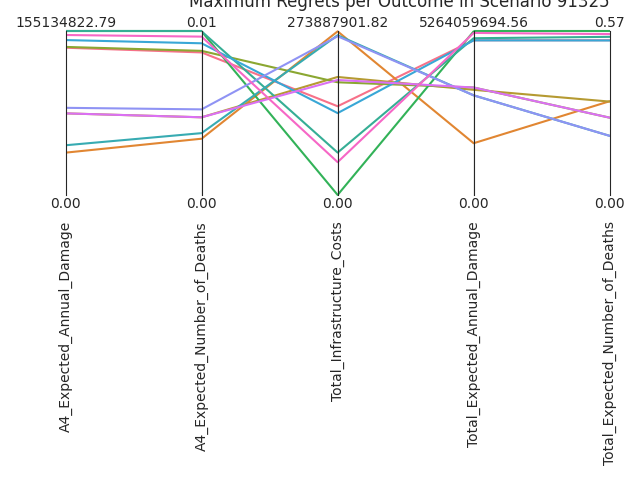 Maximum Regrets per Outcome in Scenario 91325
155134822.79 0.01 273887901.82 5264059694.56 0.57
0.00 0.00 0.00 0.00 0.00
A4_Expected_Annual_Damage
A4_Expected_Number_of_Deaths
Total_Infrastructure_Costs
Total_Expected_Annual_Damage
Total_Expected_Number_of_Deaths